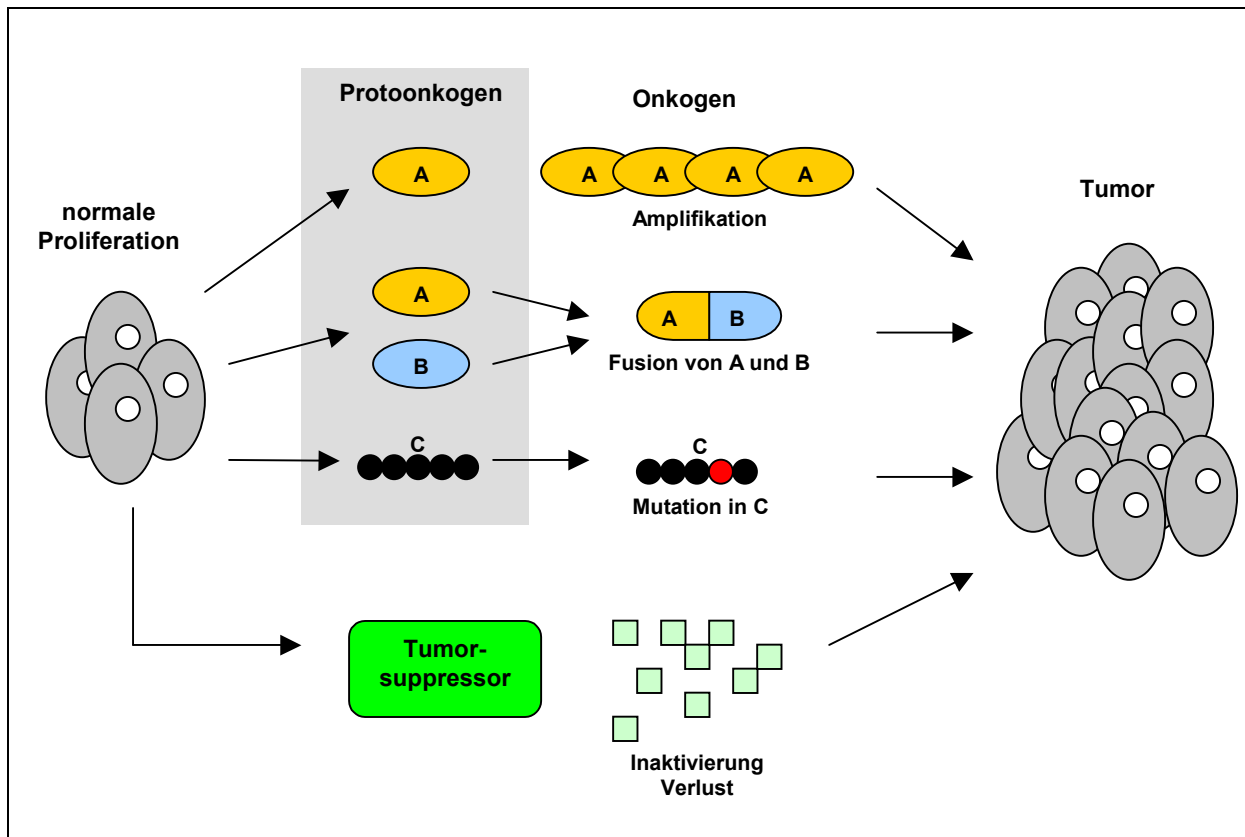 Protoonkogen
Onkogen
A
A A A A
Amplifikation
Tumor
normale
Proliferation
A
B
A B
Fusion von A und B
C
C
Mutation in C
Tumor-
suppressor
Inaktivierung
Verlust